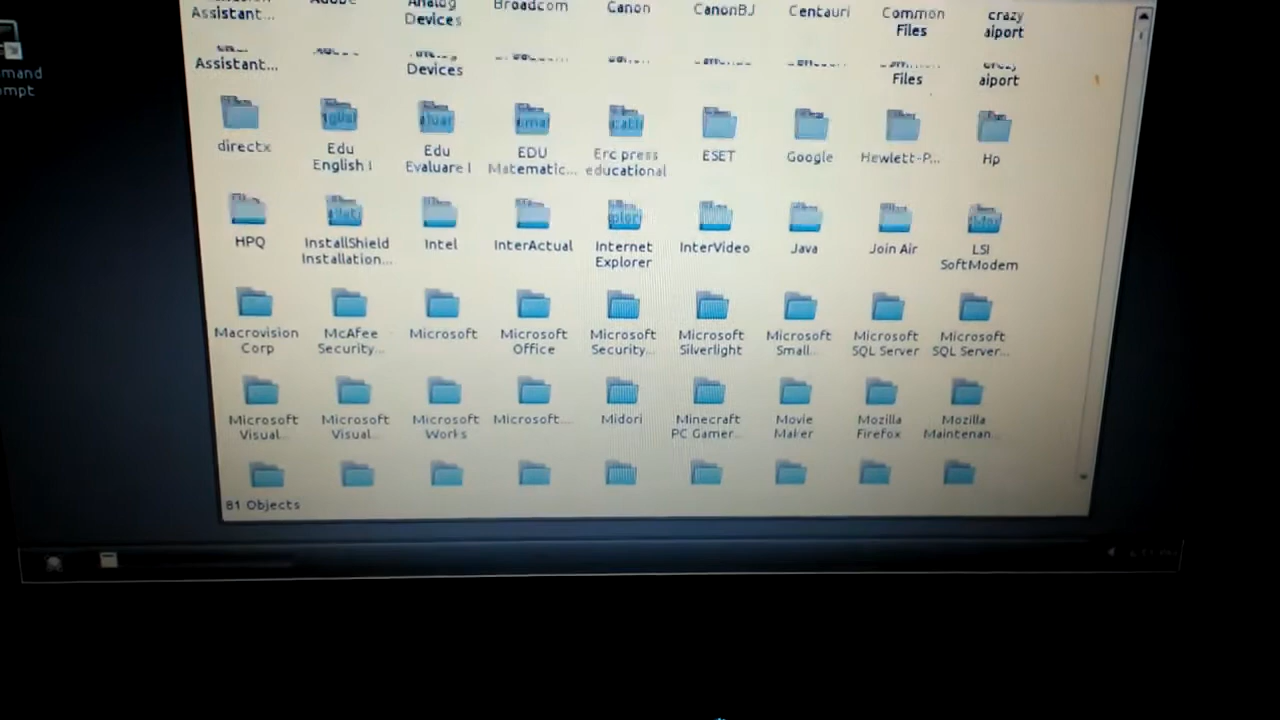 Assistant...
Adobe
Analog
Devices
Broadcom
Canon
CanonBJ
Centauri
Common
Files
crazy
aiport
Assistant...
Devices
Files
aiport
mand
mpt
directx
Edu
English I
Edu
Evaluare I
EDU
Matematic...
Erc press
educational
ESET
Google
Hewlett-P...
Hp
HPQ
InstallShield
Installation...
Intel
InterActual
Internet
Explorer
InterVideo
Java
Join Air
LSI
SoftModem
Macrovision
Corp
McAfee
Security...
Microsoft
Microsoft
Office
Microsoft
Security...
Microsoft
Silverlight
Microsoft
Small...
Microsoft
SQL Server
Microsoft
SQL Server...
Microsoft
Visual...
Microsoft
Visual...
Microsoft
Works
Microsoft...
Midori
Minecraft
PC Gamer...
Movie
Maker
Mozilla
Firefox
Mozilla
Maintenan...
81 Objects